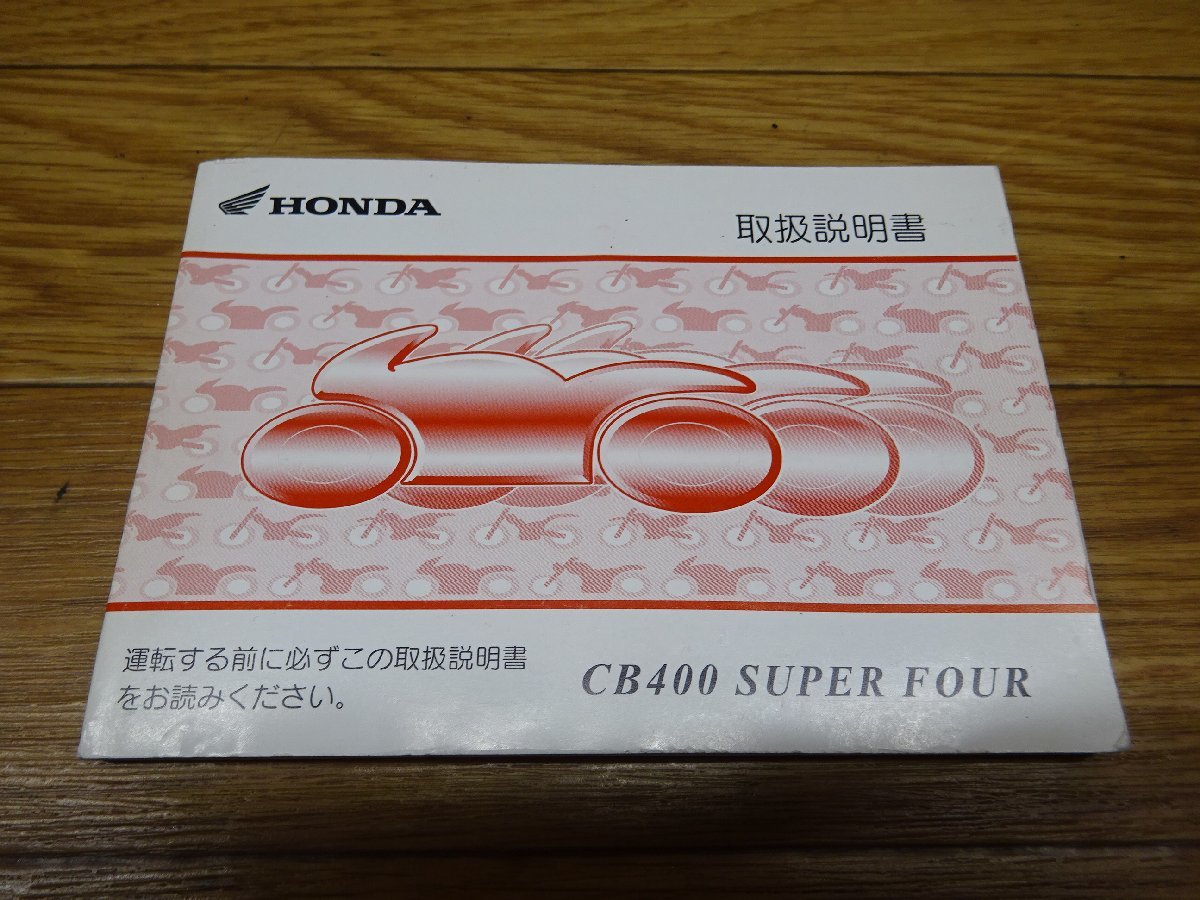 HONDA
取扱説明書
運転する前に必ずこの取扱説明書
をお読みください。
CB400 SUPER FOUR